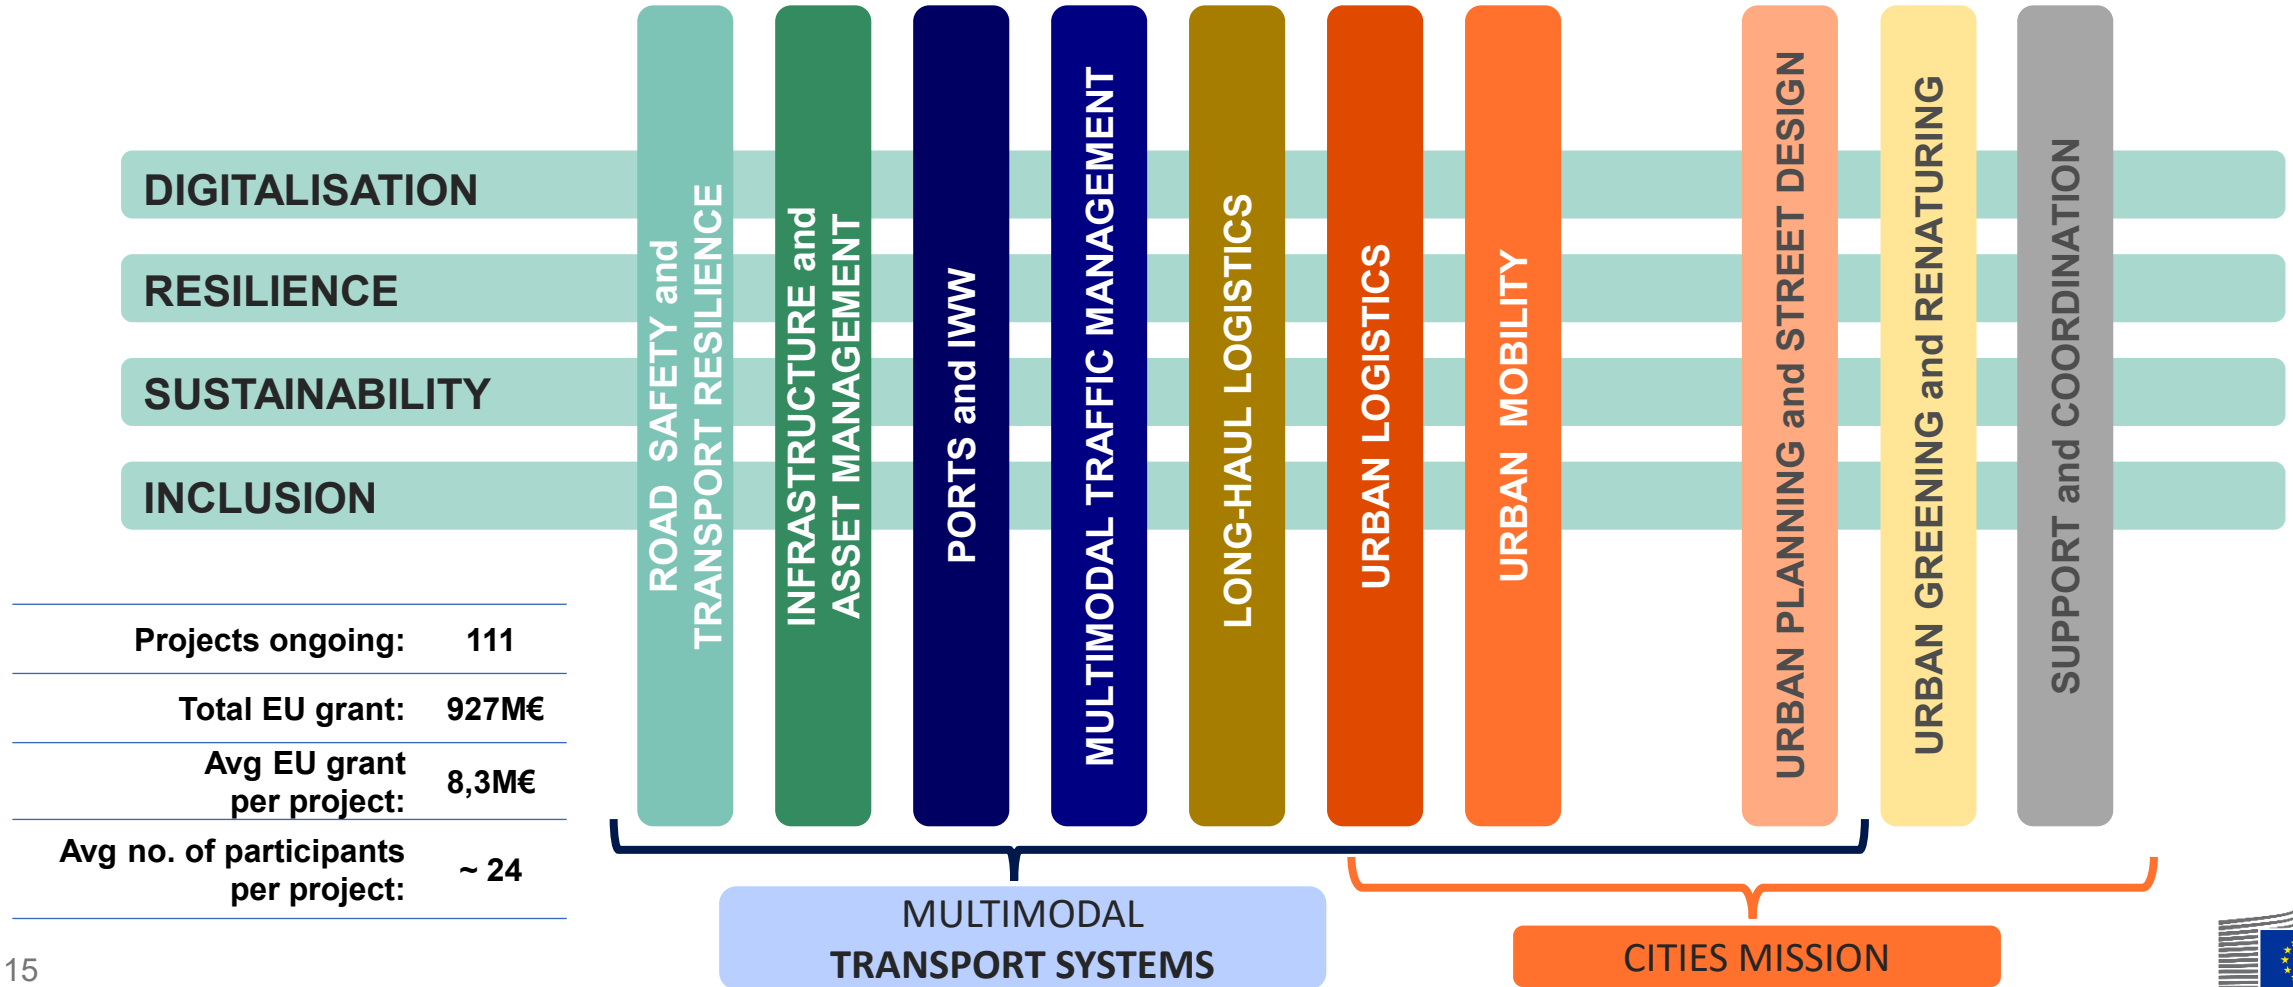 DIGITALISATION
RESILIENCE
SUSTAINABILITY
INCLUSION
ROAD SAFETY and
TRANSPORT RESILIENCE
INFRASTRUCTURE and
ASSET MANAGEMENT
PORTS and IWW
MULTIMODAL TRAFFIC MANAGEMENT
LONG-HAUL LOGISTICS
URBAN LOGISTICS
URBAN MOBILITY
URBAN PLANNING and STREET DESIGN
URBAN GREENING and RENATURING
SUPPORT and COORDINATION
Projects ongoing: 111
Total EU grant: 927M€
Avg EU grant
per project: 8,3M€
Avg no. of participants
per project: ~ 24
MULTIMODAL
TRANSPORT SYSTEMS
CITIES MISSION
15